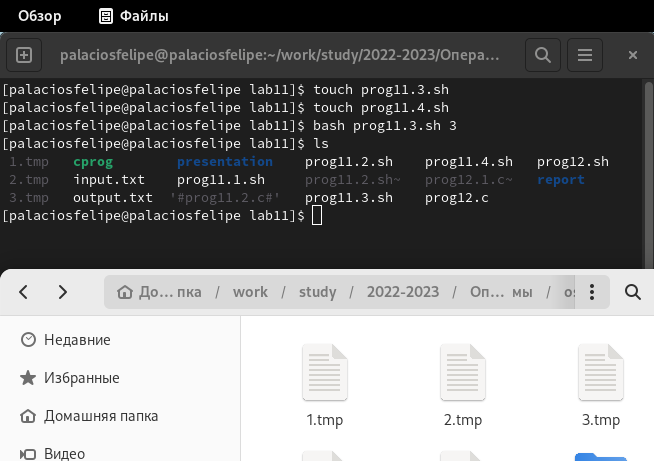 Обзор Файлы
palaciosfelipe@palaciosfelipe:~/work/study/2022-2023/Опера…
[palaciosfelipe@palaciosfelipe lab11]$ touch prog11.3.sh
[palaciosfelipe@palaciosfelipe lab11]$ touch prog11.4.sh
[palaciosfelipe@palaciosfelipe lab11]$ bash prog11.3.sh 3
[palaciosfelipe@palaciosfelipe lab11]$ ls
1.tmp cprog presentation prog11.2.sh prog11.4.sh prog12.sh
2.tmp input.txt prog11.1.sh prog11.2.sh~ prog12.1.c~ report
3.tmp output.txt '#prog11.2.c#' prog11.3.sh prog12.c
[palaciosfelipe@palaciosfelipe lab11]$
До… пка / work / study / 2022-2023 / Оп… мы / os
Недавние
Избранные
Домашняя папка
Видео
1.tmp 2.tmp 3.tmp